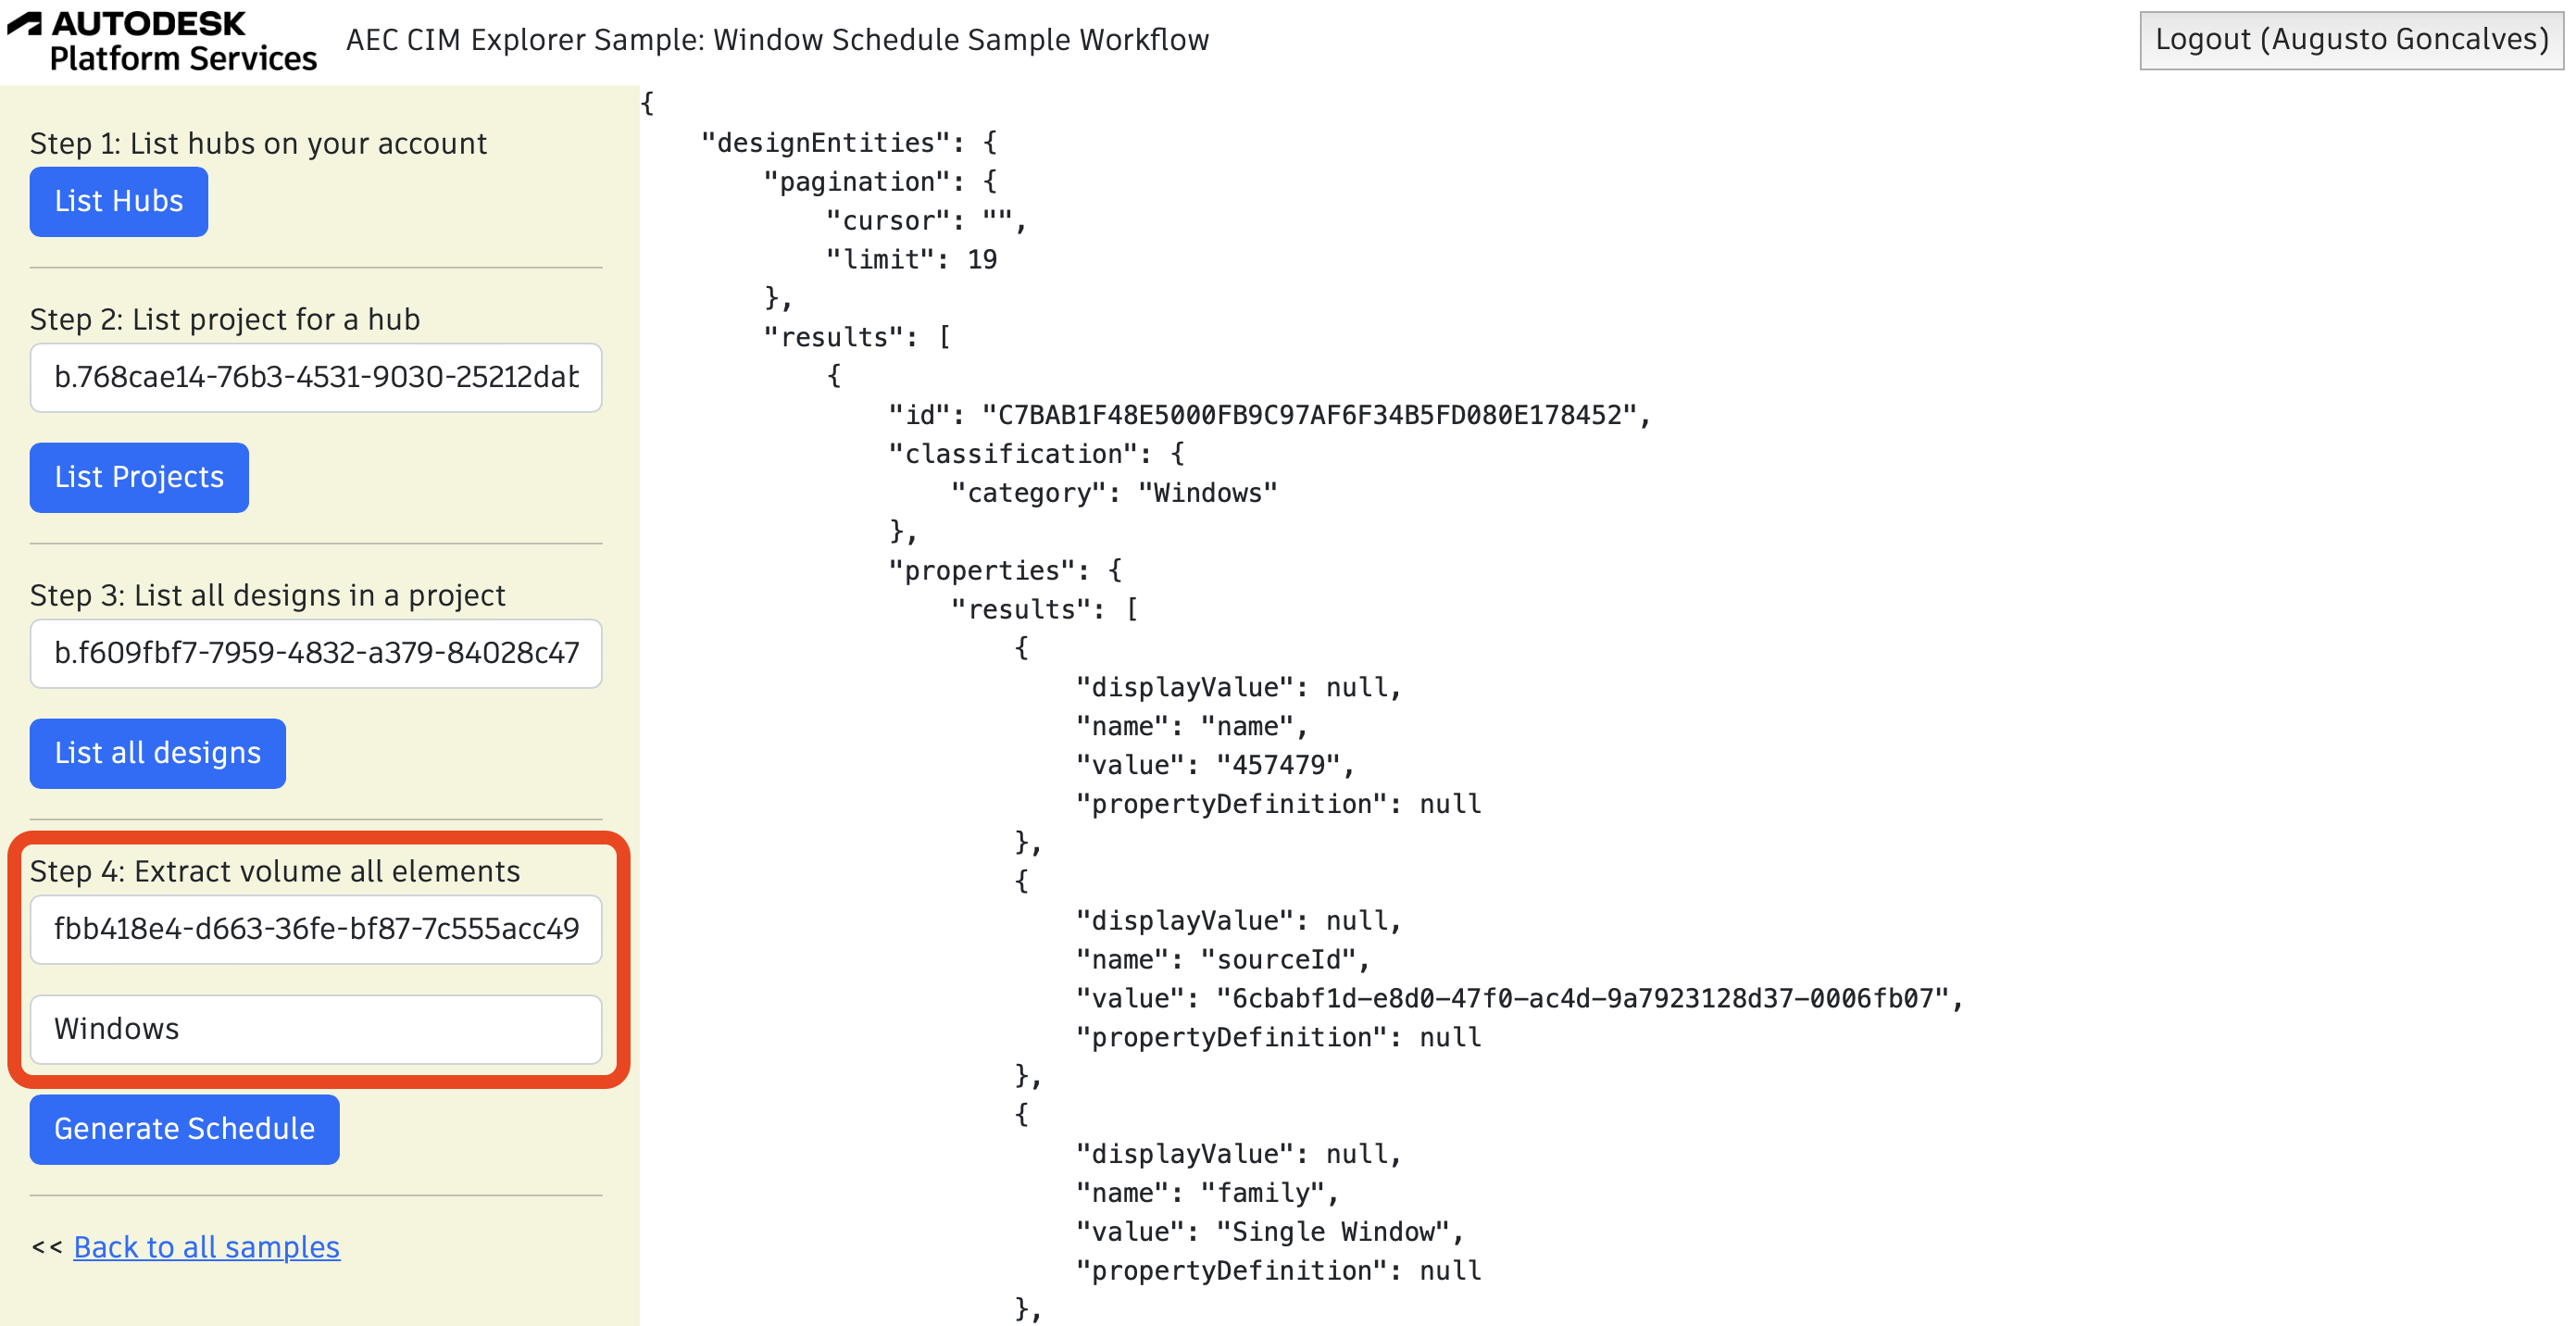 AUTODESK
Platform Services
AEC CIM Explorer Sample: Window Schedule Sample Workflow
Logout (Augusto Goncalves)
Step 1: List hubs on your account
List Hubs
Step 2: List project for a hub
b.768cae14-76b3-4531-9030-25212dab
List Projects
Step 3: List all designs in a project
b.f609fbf7-7959-4832-a379-84028c47
List all designs
Step 4: Extract volume all elements
fbb418e4-d663-36fe-bf87-7c555acc49
Windows
Generate Schedule
<< Back to all samples
{
"designEntities": {
"pagination": {
"cursor": "",
"limit": 19
},
"results": [
{
"id": "C7BAB1F48E5000FB9C97AF6F34B5FD080E178452",
"classification": {
"category": "Windows"
},
"properties": {
"results": [
{
"displayValue": null,
"name": "name",
"value": "457479",
"propertyDefinition": null
},
{
"displayValue": null,
"name": "sourceId",
"value": "6cbabf1d-e8d0-47f0-ac4d-9a7923128d37-0006fb07",
"propertyDefinition": null
},
{
"displayValue": null,
"name": "family",
"value": "Single Window",
"propertyDefinition": null
},